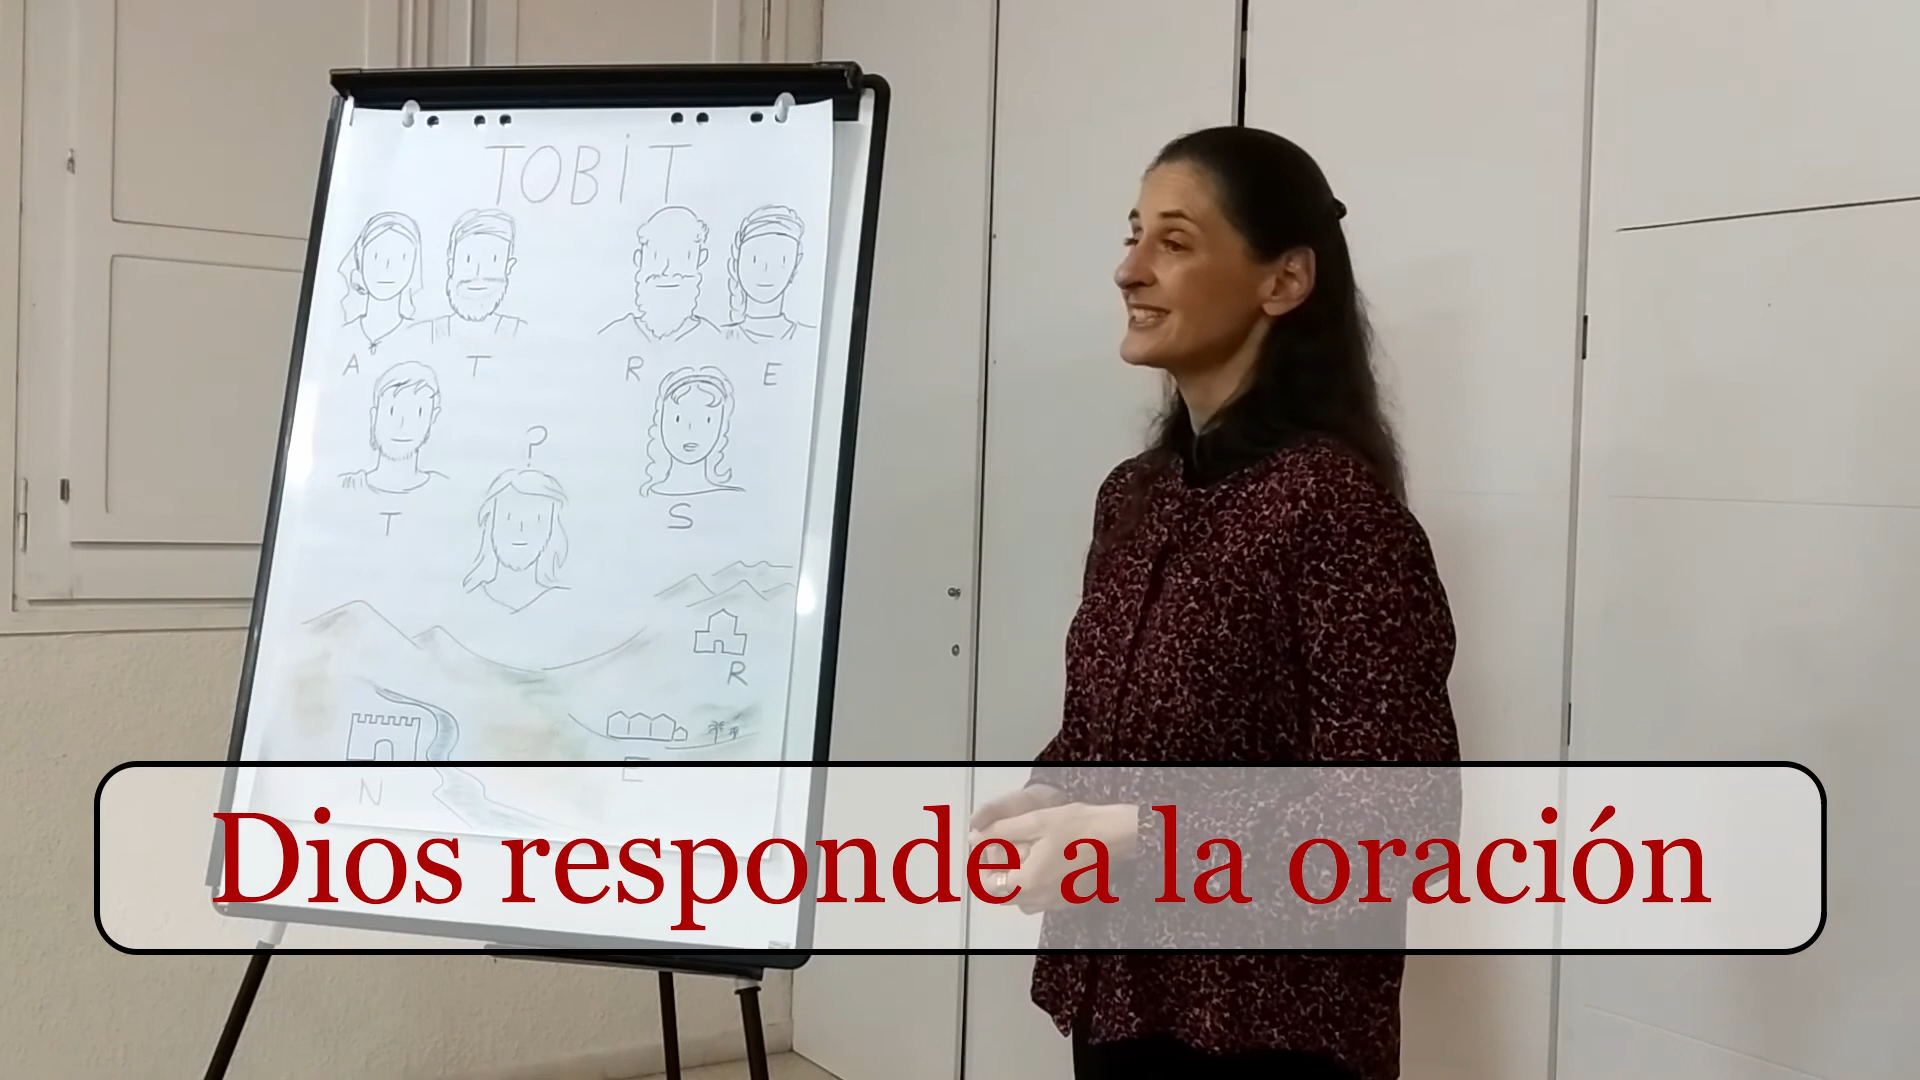 TOBiT
A T R E
T ? S
R
N E
Dios responde a la oración